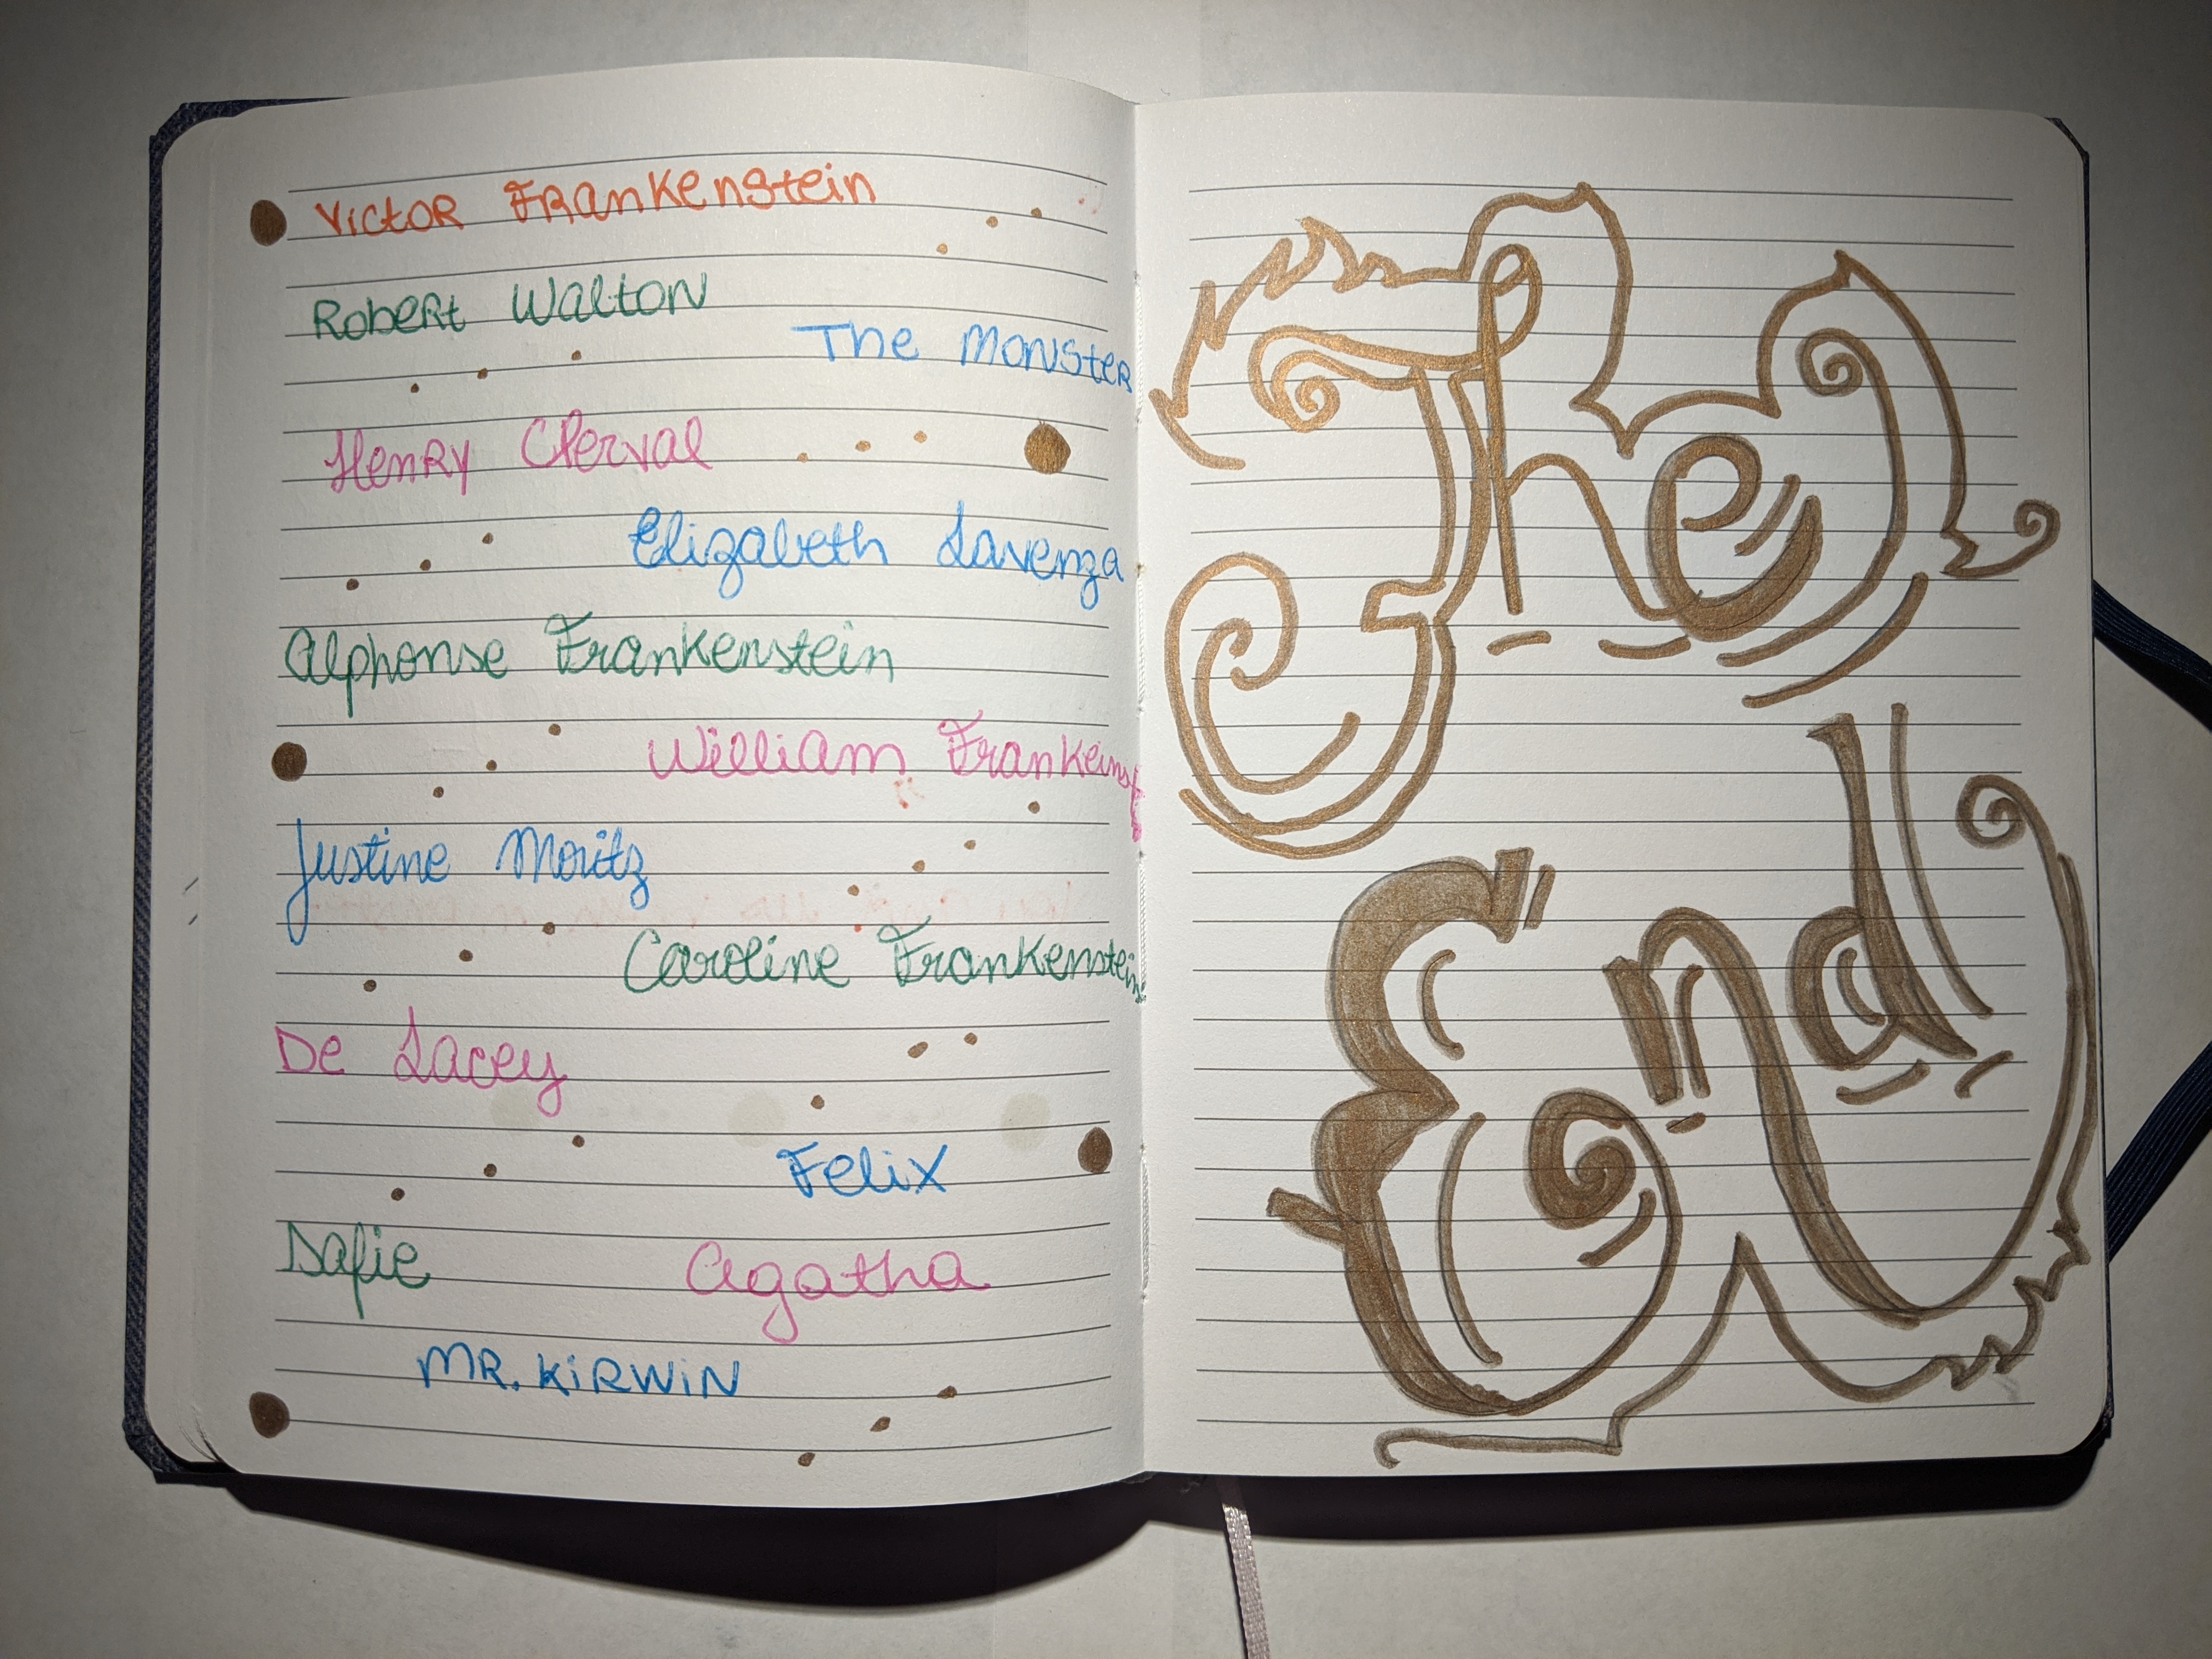 Victor Frankenstein
Robert Walton
The Monster
Henry Clerval
Elizabeth Lavenza
Alphonse Frankenstein
William
Justine Moritz
Caroline Frankenstein
De Lacey
Felix
Safie Agatha
MR. KIRWIN
The
End